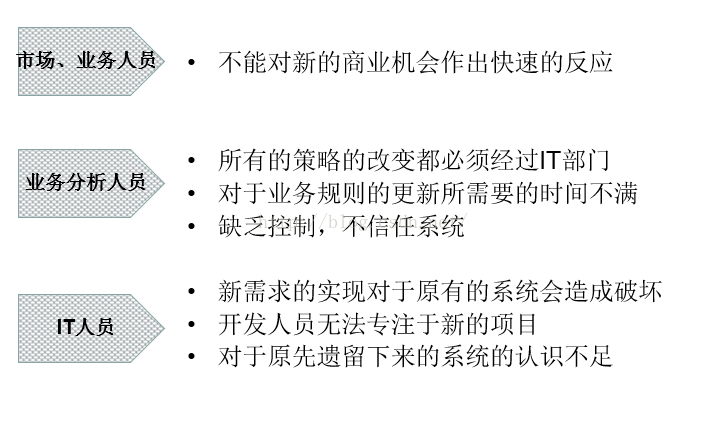 市场、业务人员
• 不能对新的商业机会作出快速的反应
业务分析人员
• 所有的策略的改变都必须经过IT部门
• 对于业务规则的更新所需要的时间不满
• 缺乏控制，不信任系统
IT人员
• 新需求的实现对于原有的系统会造成破坏
• 开发人员无法专注于新的项目
• 对于原先遗留下来的系统的认识不足